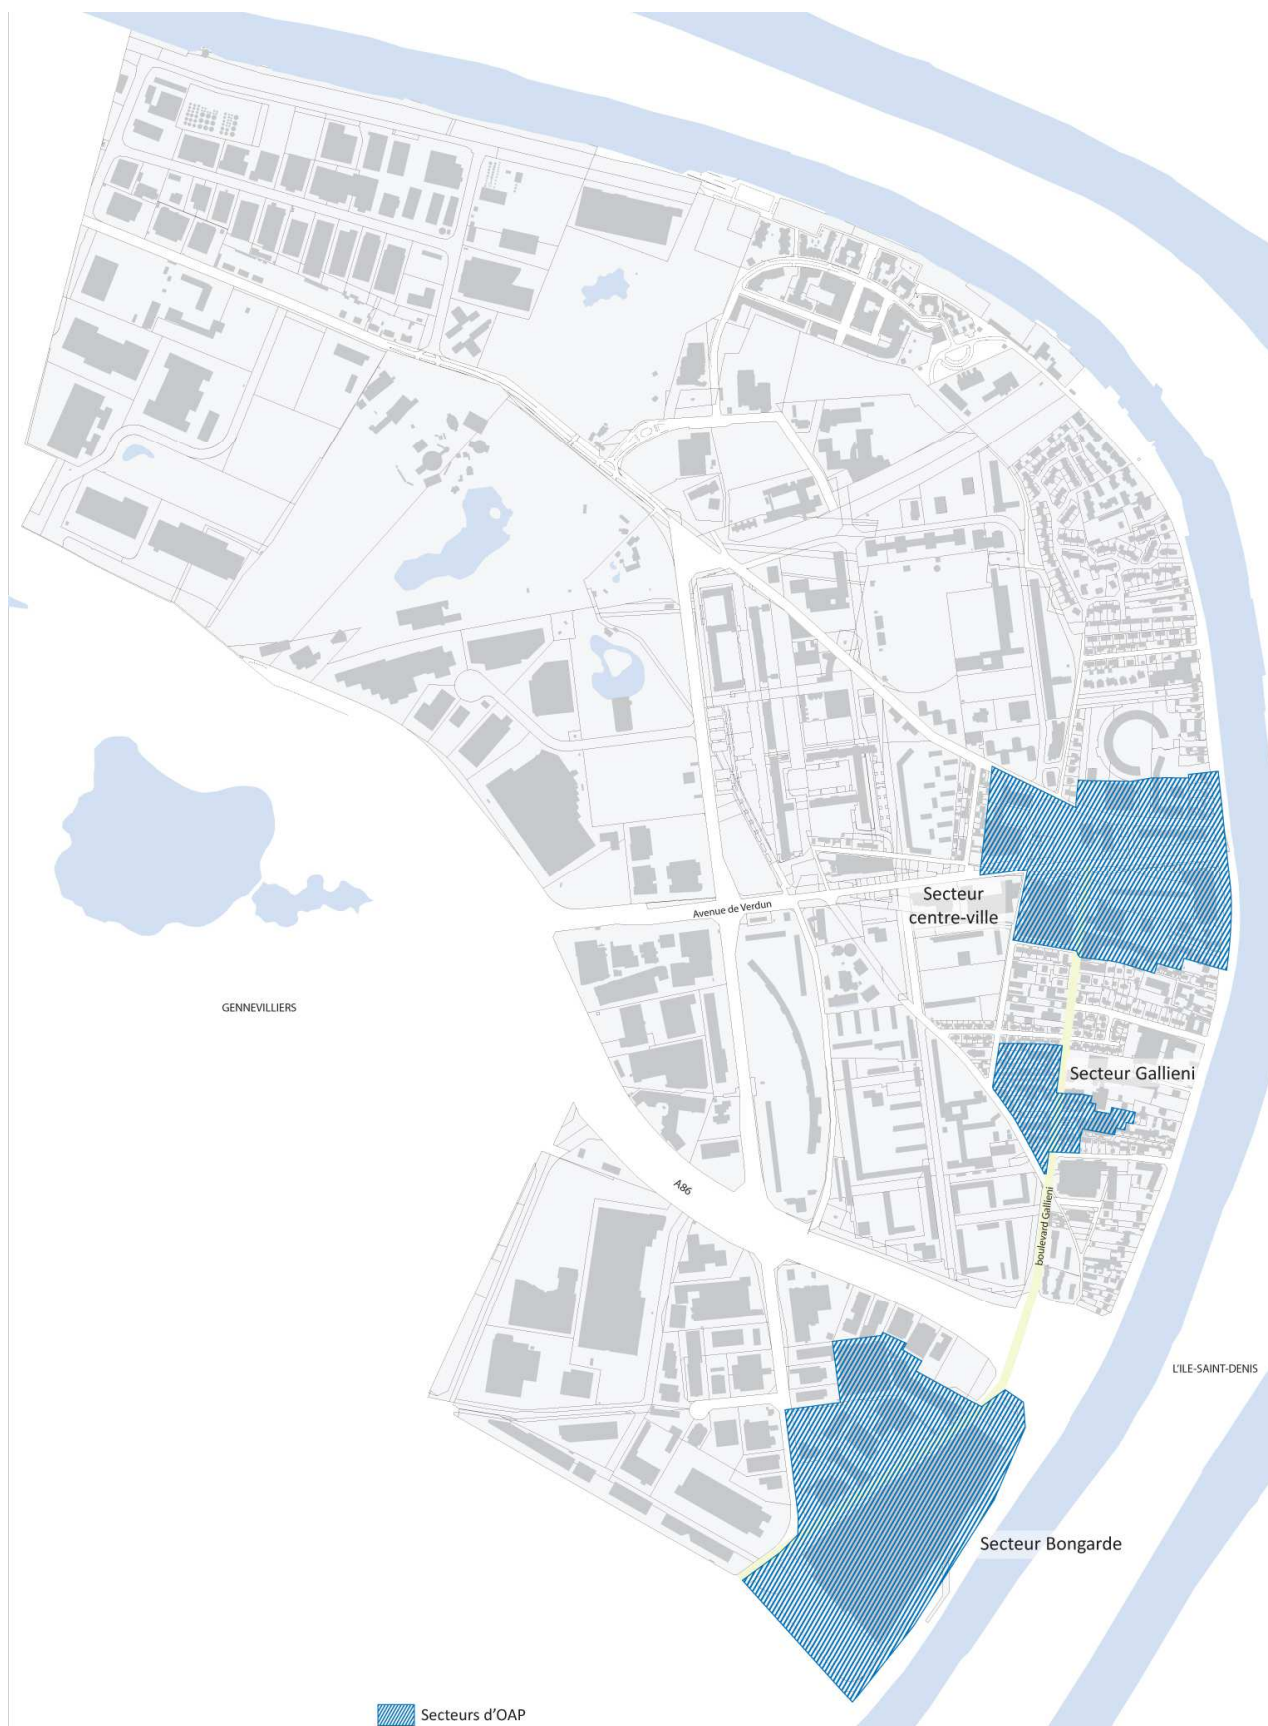 Secteur
centre-ville
Avenue de Verdun
GENNEVILLIERS
Secteur Gallieni
A86
boulevard Gallieni
L'ILE-SAINT-DENIS
Secteur Bongarde
Secteurs d'OAP